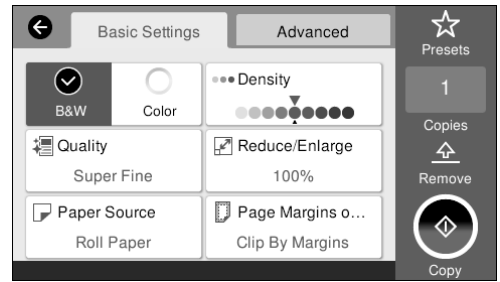 Basic Settings
Advanced
Presets
B&W
Color
Density
1
Copies
Quality
Super Fine
Reduce/Enlarge
100%
Remove
Paper Source
Roll Paper
Page Margins o...
Clip By Margins
Copy